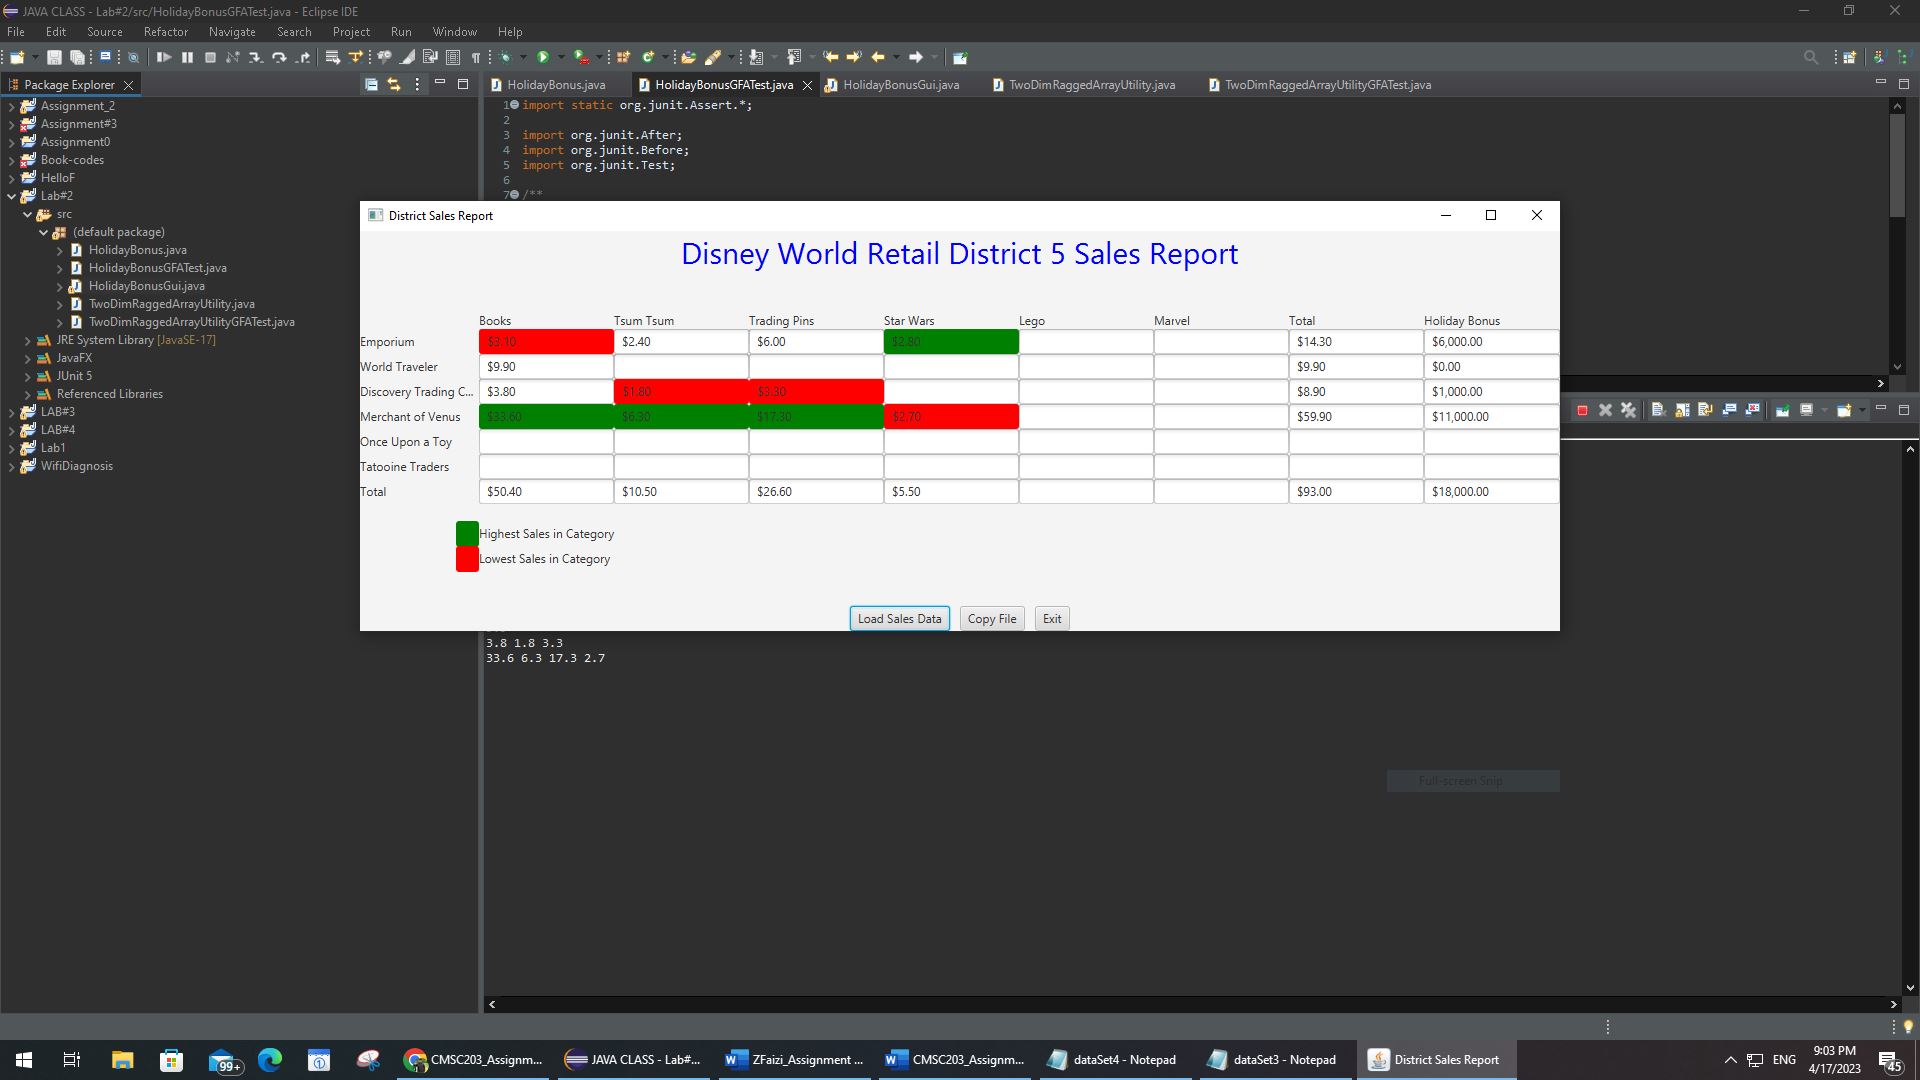 JAVA CLASS - Lab#2/src/HolidayBonusGFATest.java - Eclipse IDE
File Edit Source Refactor Navigate Search Project Run Window Help
Package Explorer
HolidayBonus.java HolidayBonusGFATest.java HolidayBonusGui.java TwoDimRaggedArrayUtility.java TwoDimRaggedArrayUtilityGFATest.java
Assignment_2
Assignment#3
Assignment0
Book-codes
HelloF
Lab#2
src
(default package)
HolidayBonus.java
HolidayBonusGFATest.java
HolidayBonusGui.java
TwoDimRaggedArrayUtility.java
TwoDimRaggedArrayUtilityGFATest.java
JRE System Library [JavaSE-17]
JavaFX
JUnit 5
Referenced Libraries
LAB#3
LAB#4
Lab1
WifiDiagnosis
1 import static org.junit.Assert.*;
2
3 import org.junit.After;
4 import org.junit.Before;
5 import org.junit.Test;
6
7 /**
District Sales Report
Disney World Retail District 5 Sales Report
Books Tsum Tsum Trading Pins Star Wars Lego Marvel Total Holiday Bonus
Emporium $3.10 $2.40 $6.00 $2.80 $14.30 $6,000.00
World Traveler $9.90 $9.90 $0.00
Discovery Trading C... $3.80 $1.80 $3.30 $8.90 $1,000.00
Merchant of Venus $33.60 $6.30 $17.30 $2.70 $59.90 $11,000.00
Once Upon a Toy
Tatooine Traders
Total $50.40 $10.50 $26.60 $5.50 $93.00 $18,000.00
Highest Sales in Category
Lowest Sales in Category
Load Sales Data Copy File Exit
3.8 1.8 3.3
33.6 6.3 17.3 2.7
Full-screen Snip
99+ CMSC203_Assignm... JAVA CLASS - Lab#... ZFaizi_Assignment ... CMSC203_Assignm... dataSet4 - Notepad dataSet3 - Notepad District Sales Report ENG 9:03 PM 45
4/17/2023